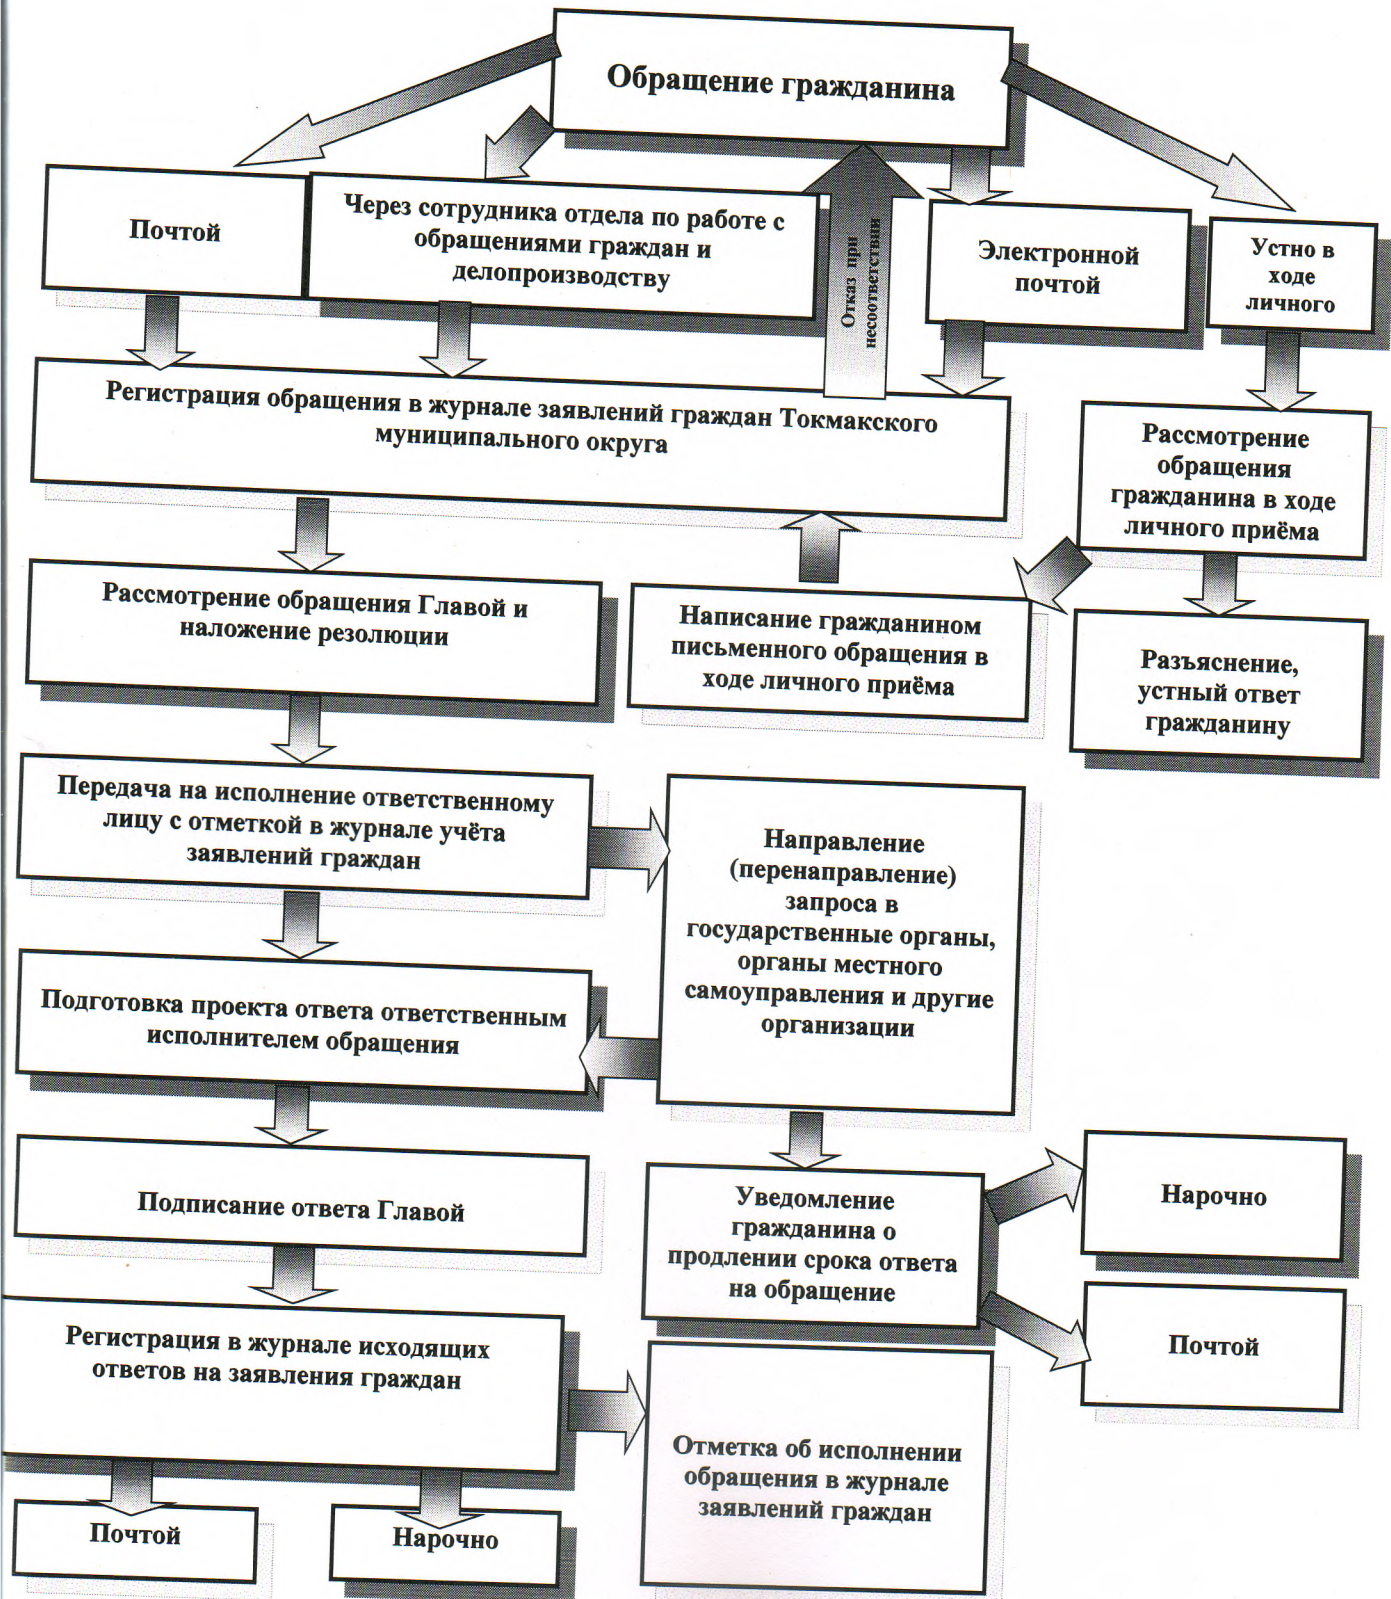 Обращение гражданина
Почтой
Через сотрудника отдела по работе с
обращениями граждан и
делопроизводству
Отказ при
несоответствии
Электронной
почтой
Устно в
ходе
личного
Регистрация обращения в журнале заявлений граждан Токмакского
муниципального округа
Рассмотрение
обращения
гражданина в ходе
личного приёма
Рассмотрение обращения Главой и
наложение резолюции
Написание гражданином
письменного обращения в
ходе личного приёма
Разъяснение,
устный ответ
гражданину
Передача на исполнение ответственному
лицу с отметкой в журнале учёта
заявлений граждан
Направление
(перенаправление)
запроса в
государственные органы,
органы местного
самоуправления и другие
организации
Подготовка проекта ответа ответственным
исполнителем обращения
Подписание ответа Главой
Уведомление
гражданина о
продлении срока ответа
на обращение
Нарочно
Почтой
Регистрация в журнале исходящих
ответов на заявления граждан
Отметка об исполнении
обращения в журнале
заявлений граждан
Почтой
Нарочно